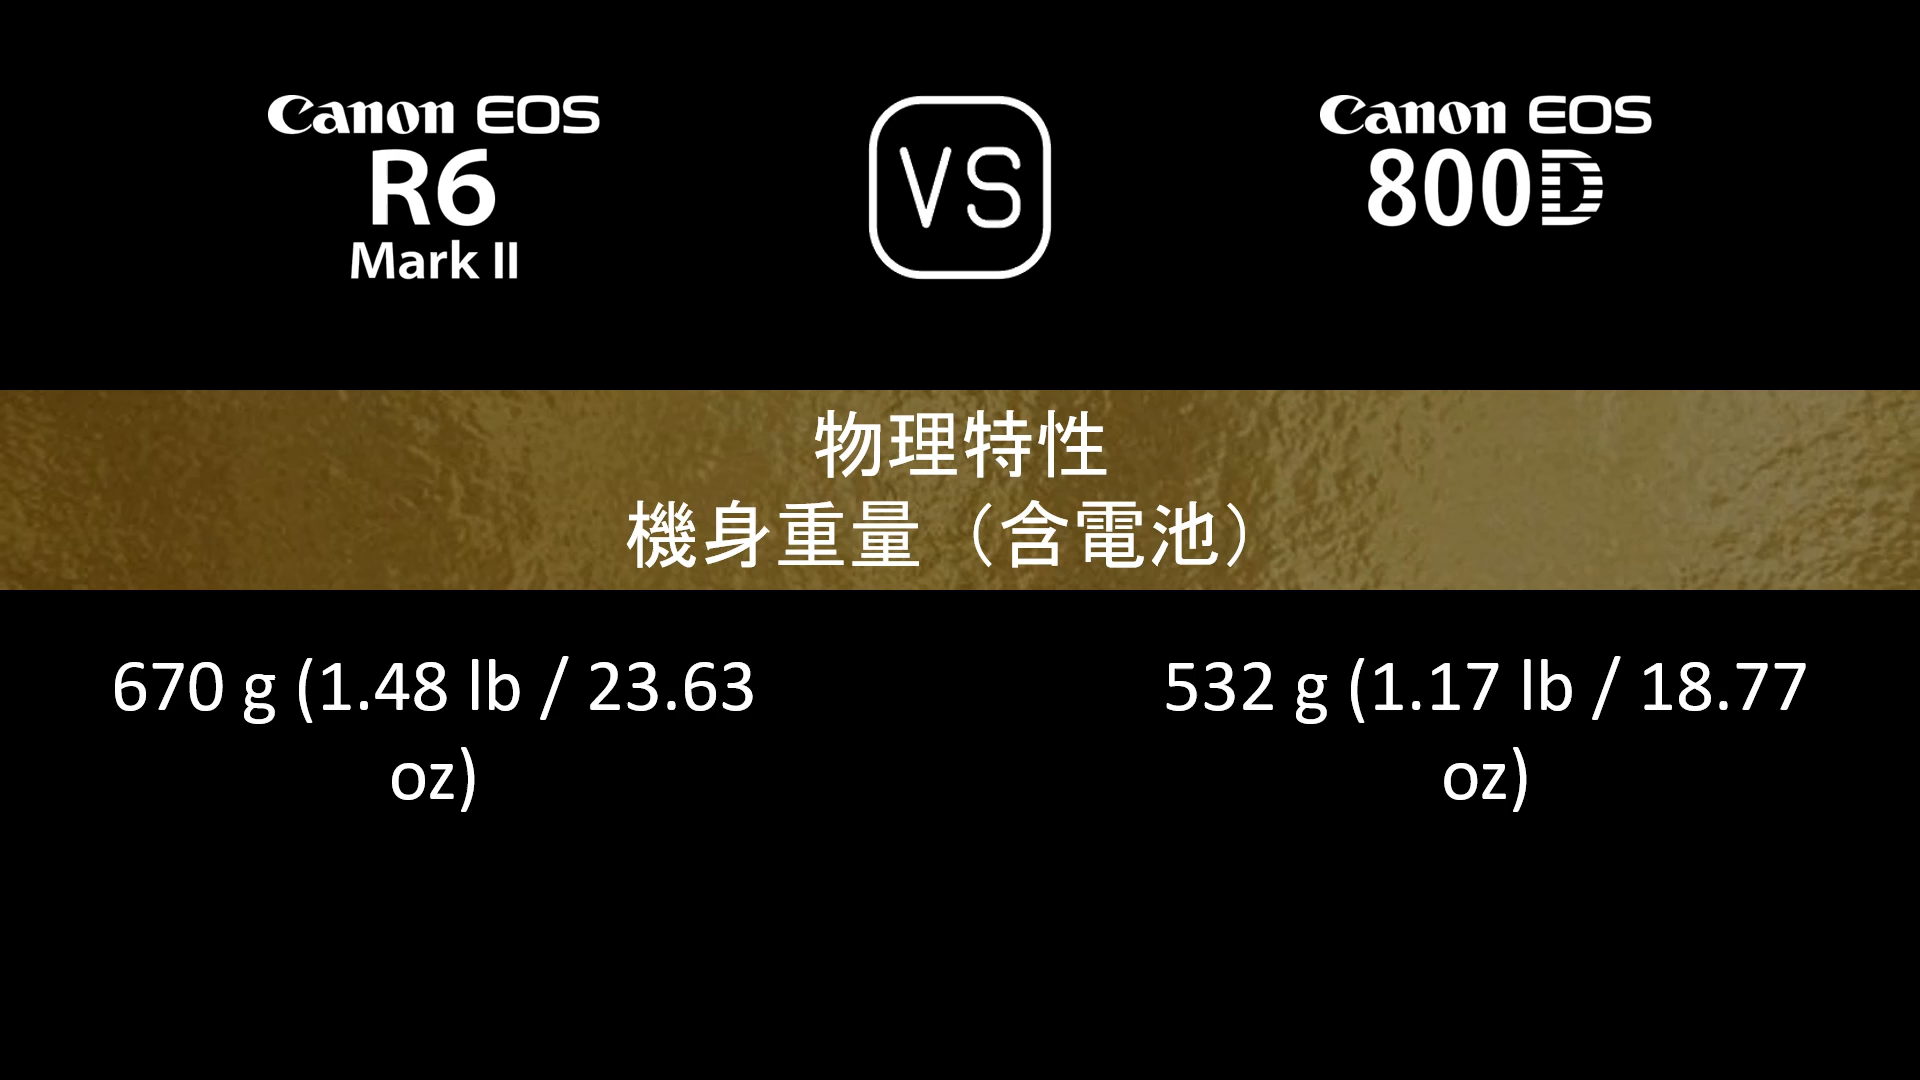 Canon EOS
R6
Mark II
VS
Canon EOS
800D
物理特性
機身重量（含電池）
670 g (1.48 lb / 23.63
oz)
532 g (1.17 lb / 18.77
oz)